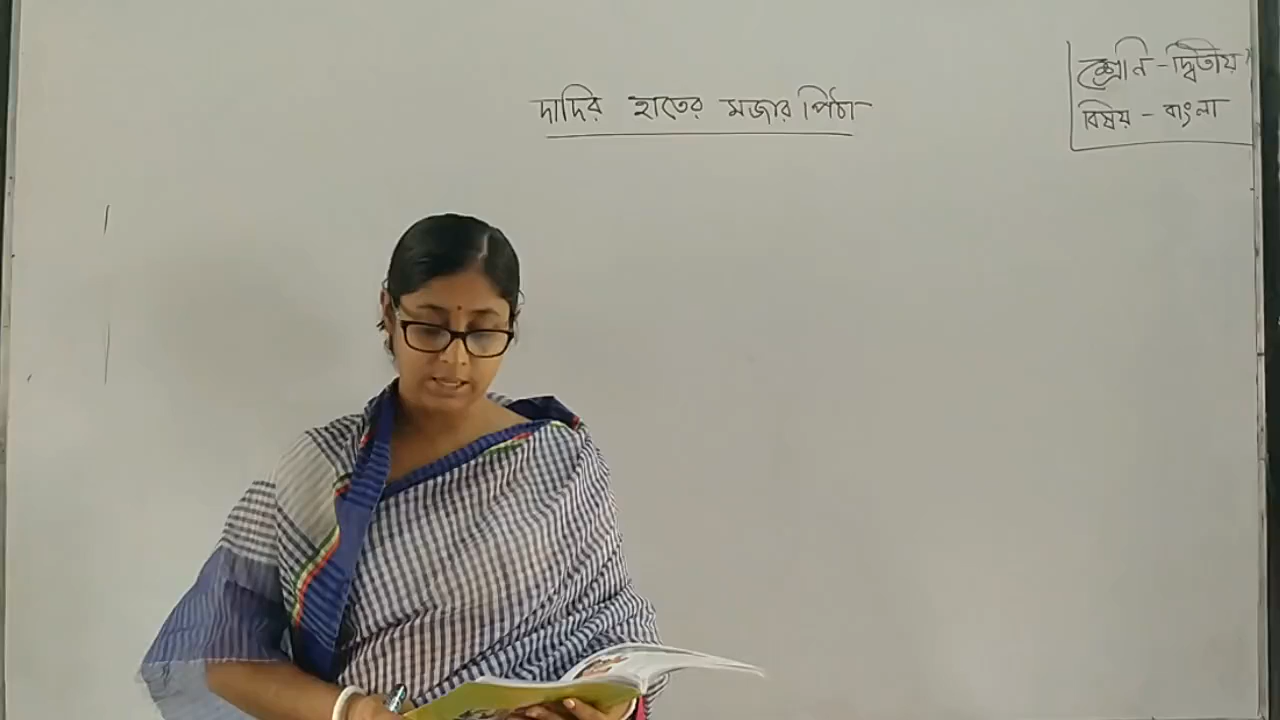 দাদির হাতের মজার পিঠা
শ্রেনি - দ্বিতীয়
বিষয় - বাংলা